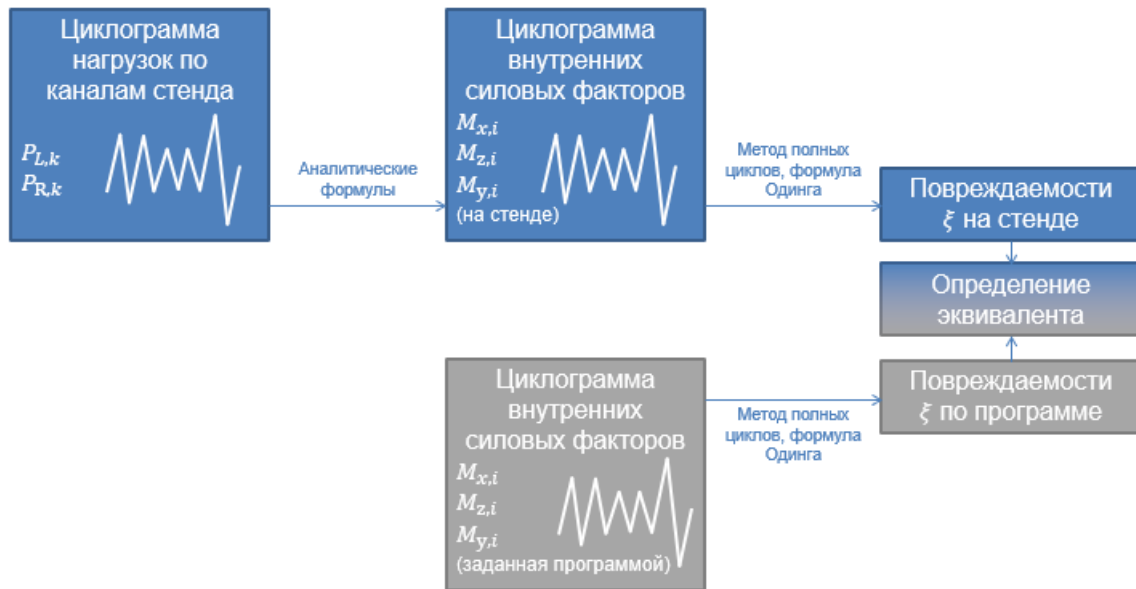 Циклограмма
нагрузок по
каналам стенда
P_{L,k}
P_{R,k}
Аналитические
формулы
Циклограмма
внутренних
силовых факторов
M_{x,i}
M_{z,i}
M_{y,i}
(на стенде)
Метод полных
циклов, формула
Одинга
Повреждаемости
ξ на стенде
Определение
эквивалента
Повреждаемости
ξ по программе
Циклограмма
внутренних
силовых факторов
M_{x,i}
M_{z,i}
M_{y,i}
(заданная программой)
Метод полных
циклов, формула
Одинга